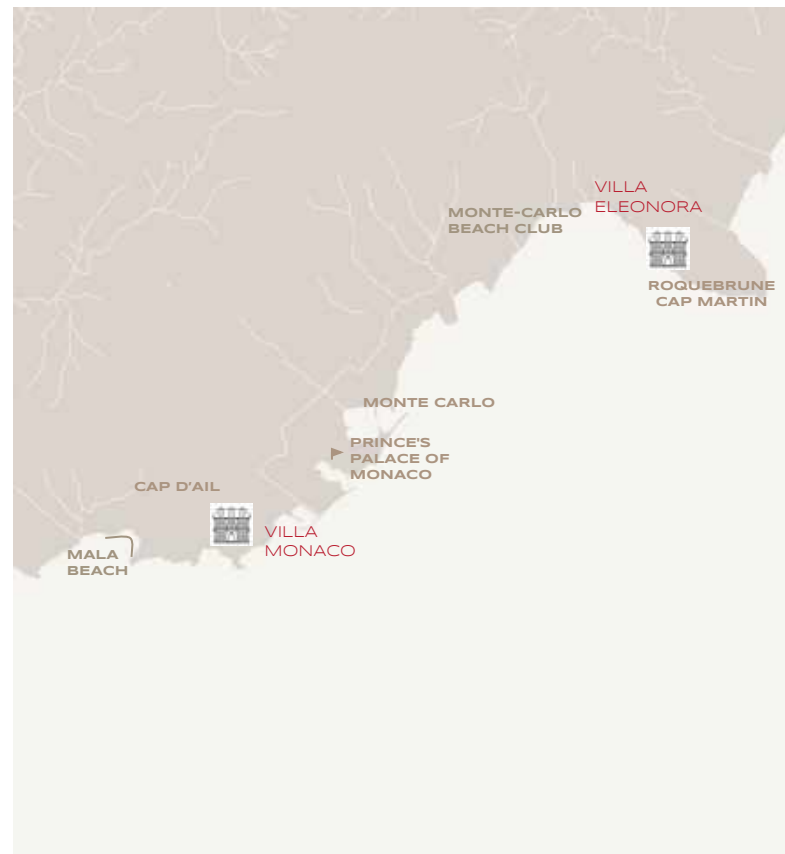 VILLA
ELEONORA
MONTE-CARLO
BEACH CLUB
ROQUEBRUNE
CAP MARTIN
MONTE CARLO
PRINCE'S
PALACE OF
MONACO
CAP D'AIL
VILLA
MONACO
MALA
BEACH